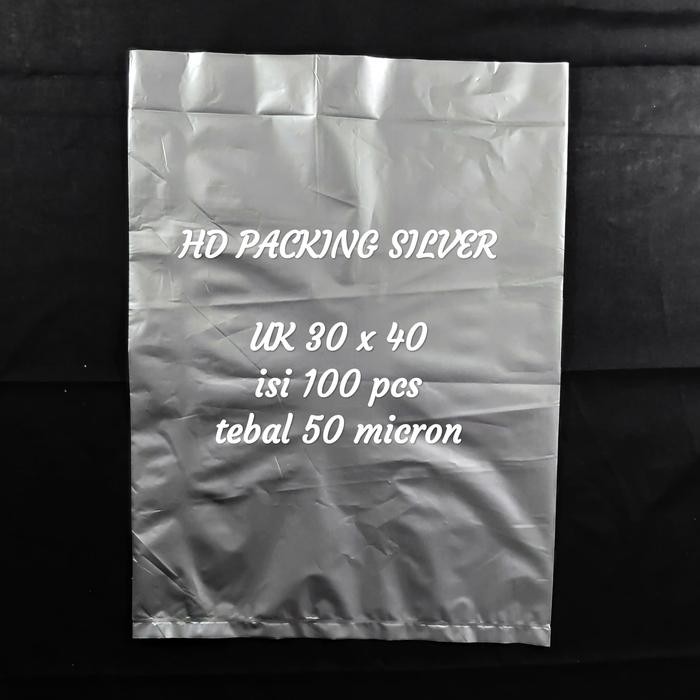 HD PACKING SILVER
UK 30 x 40
isi 100 pcs
tebal 50 micron